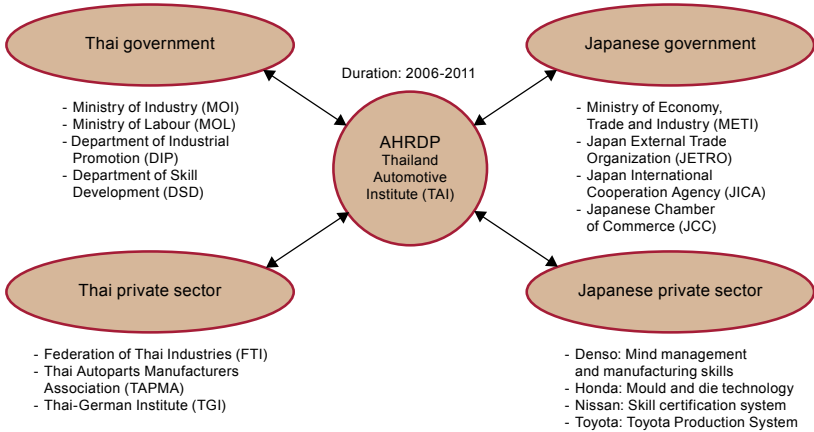 Thai government
- Ministry of Industry (MOI)
- Ministry of Labour (MOL)
- Department of Industrial
Promotion (DIP)
- Department of Skill
Development (DSD)
Duration: 2006-2011
AHRDP
Thailand
Automotive
Institute (TAI)
Japanese government
- Ministry of Economy,
Trade and Industry (METI)
- Japan External Trade
Organization (JETRO)
- Japan International
Cooperation Agency (JICA)
- Japanese Chamber
of Commerce (JCC)
Thai private sector
- Federation of Thai Industries (FTI)
- Thai Autoparts Manufacturers
Association (TAPMA)
- Thai-German Institute (TGI)
Japanese private sector
- Denso: Mind management
and manufacturing skills
- Honda: Mould and die technology
- Nissan: Skill certification system
- Toyota: Toyota Production System